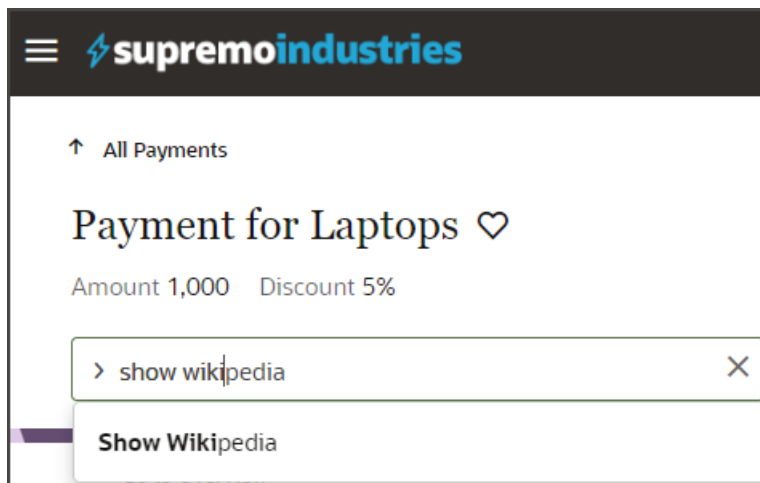 supremoindustries
All Payments
Payment for Laptops
Amount 1,000 Discount 5%
show wikipedia
Show Wikipedia